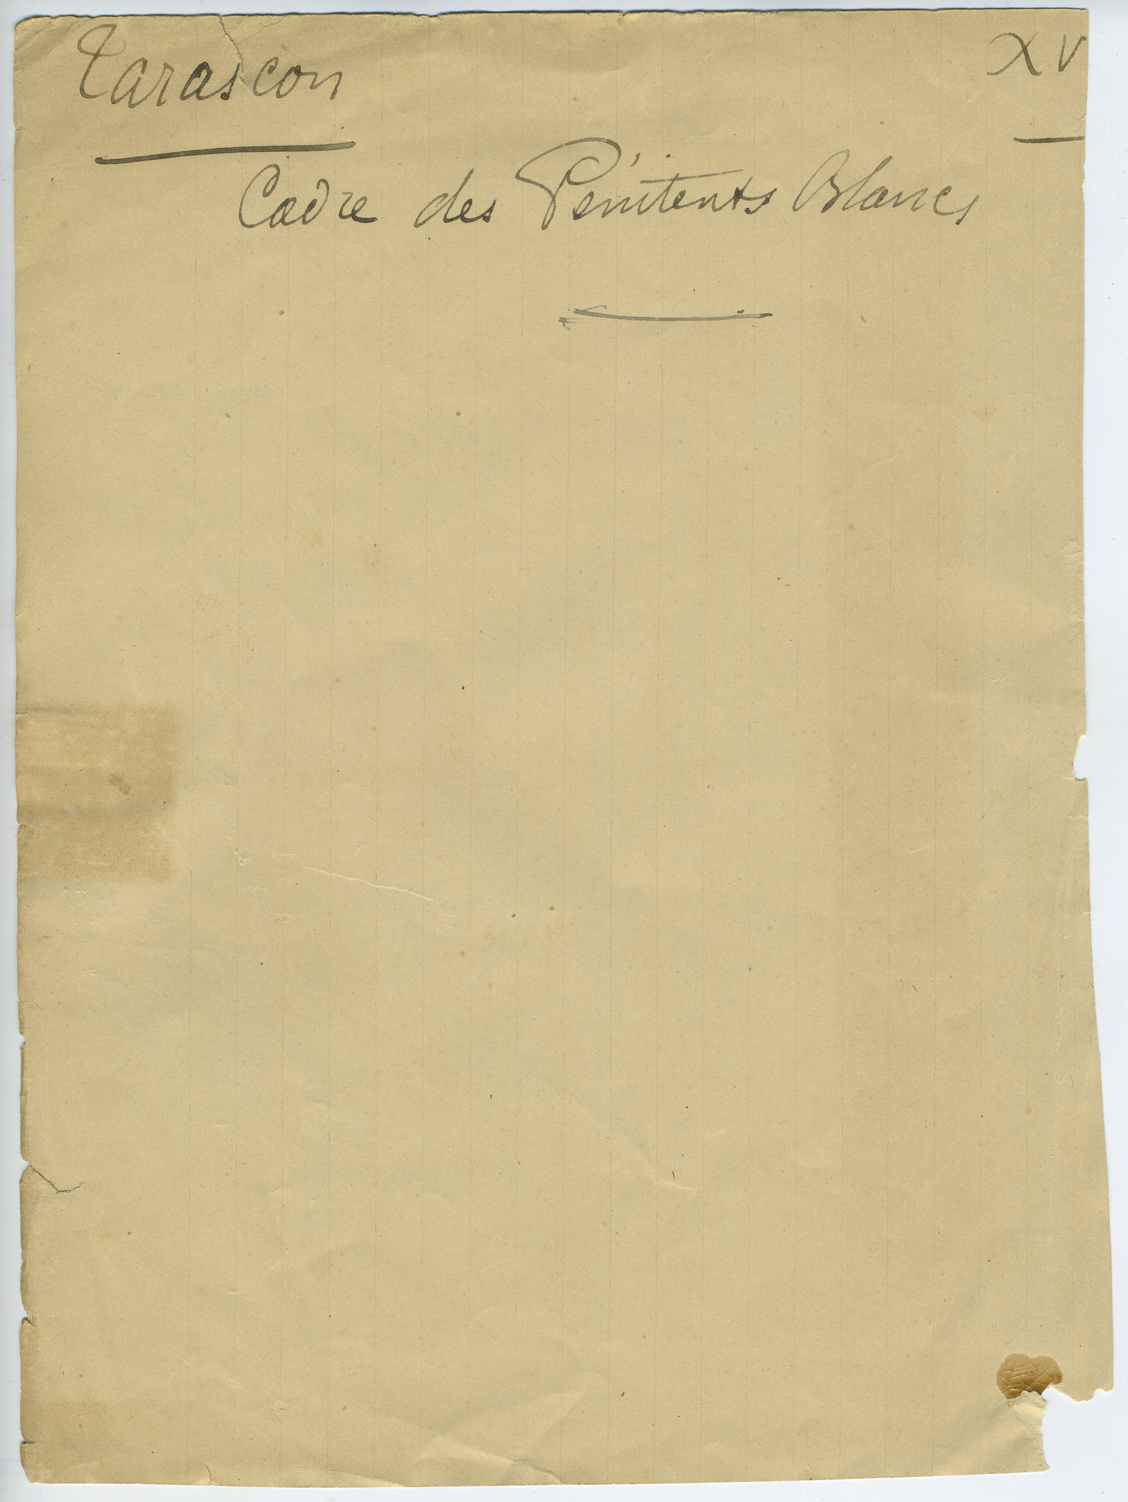 Tarascon
XV
Cadre des Pénitents Blancs